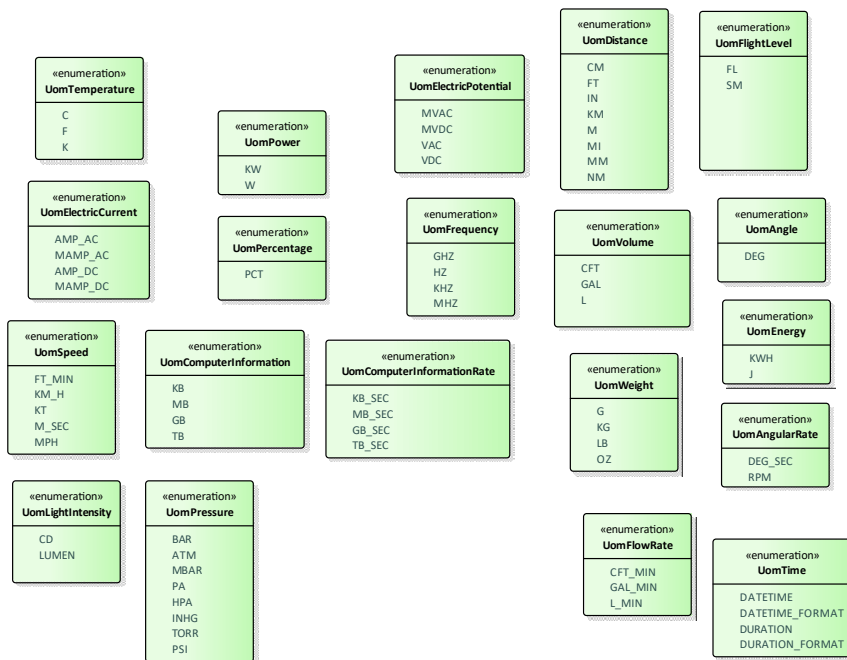 «enumeration»
UomTemperature
C
F
K
«enumeration»
UomPower
KW
W
«enumeration»
UomElectricPotential
MVAC
MVDC
VAC
VDC
«enumeration»
UomDistance
CM
FT
IN
KM
M
MI
MM
NM
«enumeration»
UomFlightLevel
FL
SM
«enumeration»
UomElectricCurrent
AMP_AC
MAMP_AC
AMP_DC
MAMP_DC
«enumeration»
UomPercentage
PCT
«enumeration»
UomFrequency
GHZ
HZ
KHZ
MHZ
«enumeration»
UomVolume
CFT
GAL
L
«enumeration»
UomAngle
DEG
«enumeration»
UomSpeed
FT_MIN
KM_H
KT
M_SEC
MPH
«enumeration»
UomComputerInformation
KB
MB
GB
TB
«enumeration»
UomComputerInformationRate
KB_SEC
MB_SEC
GB_SEC
TB_SEC
«enumeration»
UomWeight
G
KG
LB
OZ
«enumeration»
UomEnergy
KWH
J
«enumeration»
UomAngularRate
DEG_SEC
RPM
«enumeration»
UomLightIntensity
CD
LUMEN
«enumeration»
UomPressure
BAR
ATM
MBAR
PA
HPA
INHG
TORR
PSI
«enumeration»
UomFlowRate
CFT_MIN
GAL_MIN
L_MIN
«enumeration»
UomTime
DATETIME
DATETIME_FORMAT
DURATION
DURATION_FORMAT